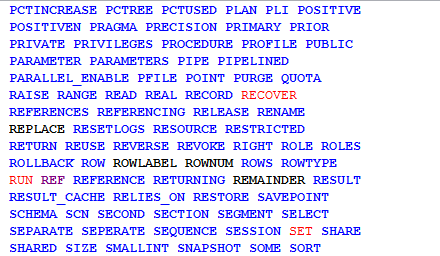 PCTINCREASE PCTREE PCTUSED PLAN PLI POSITIVE
POSITIVEN PRAGMA PRECISION PRIMARY PRIOR
PRIVATE PRIVILEGES PROCEDURE PROFILE PUBLIC
PARAMETER PARAMETERS PIPE PIPELINED
PARALLEL_ENABLE PFILE POINT PURGE QUOTA
RAISE RANGE READ REAL RECORD RECOVER
REFERENCES REFERENCING RELEASE RENAME
REPLACE RESETLOGS RESOURCE RESTRICTED
RETURN REUSE REVERSE REVOKE RIGHT ROLE ROLES
ROLLBACK ROW ROWLABEL ROWNUM ROWS ROWTYPE
RUN REF REFERENCE RETURNING REMAINDER RESULT
RESULT_CACHE RELIES_ON RESTORE SAVEPOINT
SCHEMA SCN SECOND SECTION SEGMENT SELECT
SEPARATE SEPERATE SEQUENCE SESSION SET SHARE
SHARED SIZE SMALLINT SNAPSHOT SOME SORT